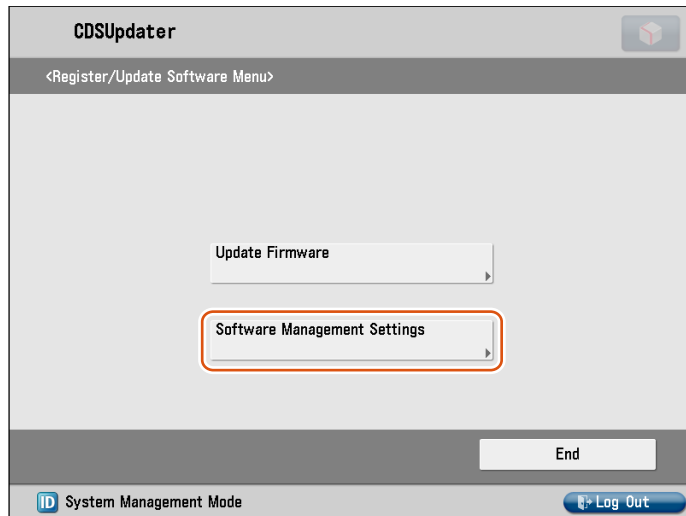 CDSUpdater
<Register/Update Software Menu>
Update Firmware
Software Management Settings
End
ID System Management Mode
Log Out